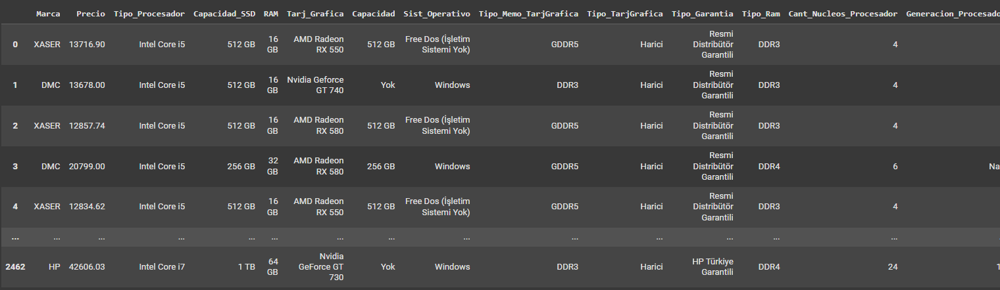 Marca Precio Tipo_Procesador Capacidad_SSD RAM Tarj_Grafica Capacidad Sist_Operativo Tipo_Memo_TarjGrafica Tipo_TarjGrafica Tipo_Garantia Tipo_Ram Cant_Nucleos_Procesador Generacion_Procesado
0 XASER 13716.90 Intel Core i5 512 GB 16 GB AMD Radeon RX 550 512 GB Free Dos (İşletim Sistemi Yok) GDDR5 Harici Resmi Distribütör Garantili DDR3 4
1 DMC 13678.00 Intel Core i5 512 GB 16 GB Nvidia Geforce GT 740 Yok Windows DDR3 Harici Resmi Distribütör Garantili DDR3 4
2 XASER 12857.74 Intel Core i5 512 GB 16 GB AMD Radeon RX 580 512 GB Free Dos (İşletim Sistemi Yok) GDDR5 Harici Resmi Distribütör Garantili DDR3 4
3 DMC 20799.00 Intel Core i5 256 GB 32 GB AMD Radeon RX 580 256 GB Windows GDDR5 Harici Resmi Distribütör Garantili DDR4 6 Na
4 XASER 12834.62 Intel Core i5 512 GB 16 GB AMD Radeon RX 550 512 GB Free Dos (İşletim Sistemi Yok) GDDR5 Harici Resmi Distribütör Garantili DDR3 4
... ... ... ... ... ... ... ... ... ... ... ... ... ...
2462 HP 42606.03 Intel Core i7 1 TB 64 GB Nvidia GeForce GT 730 Yok Windows DDR3 Harici HP Türkiye Garantili DDR4 24 1